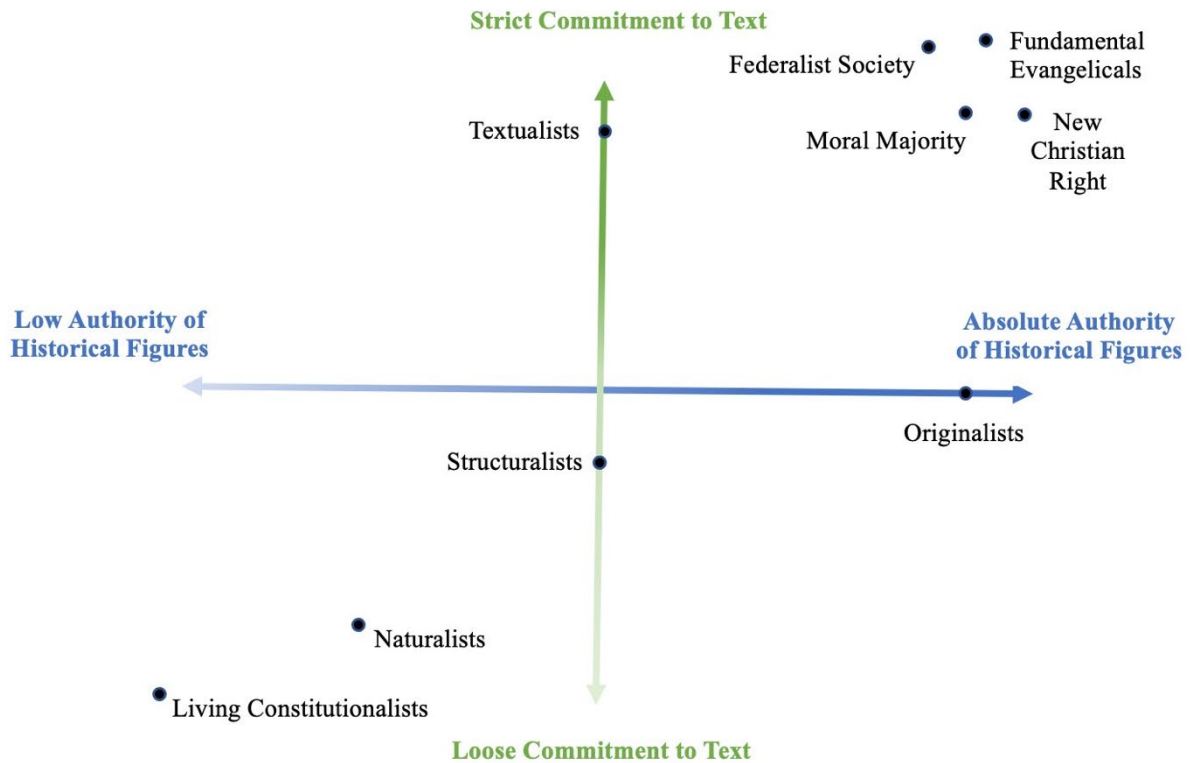 Strict Commitment to Text
Fundamental
Evangelicals
Federalist Society
Textualists
Moral Majority
New
Christian
Right
Low Authority of
Historical Figures
Absolute Authority
of Historical Figures
Originalists
Structuralists
Naturalists
Living Constitutionalists
Loose Commitment to Text